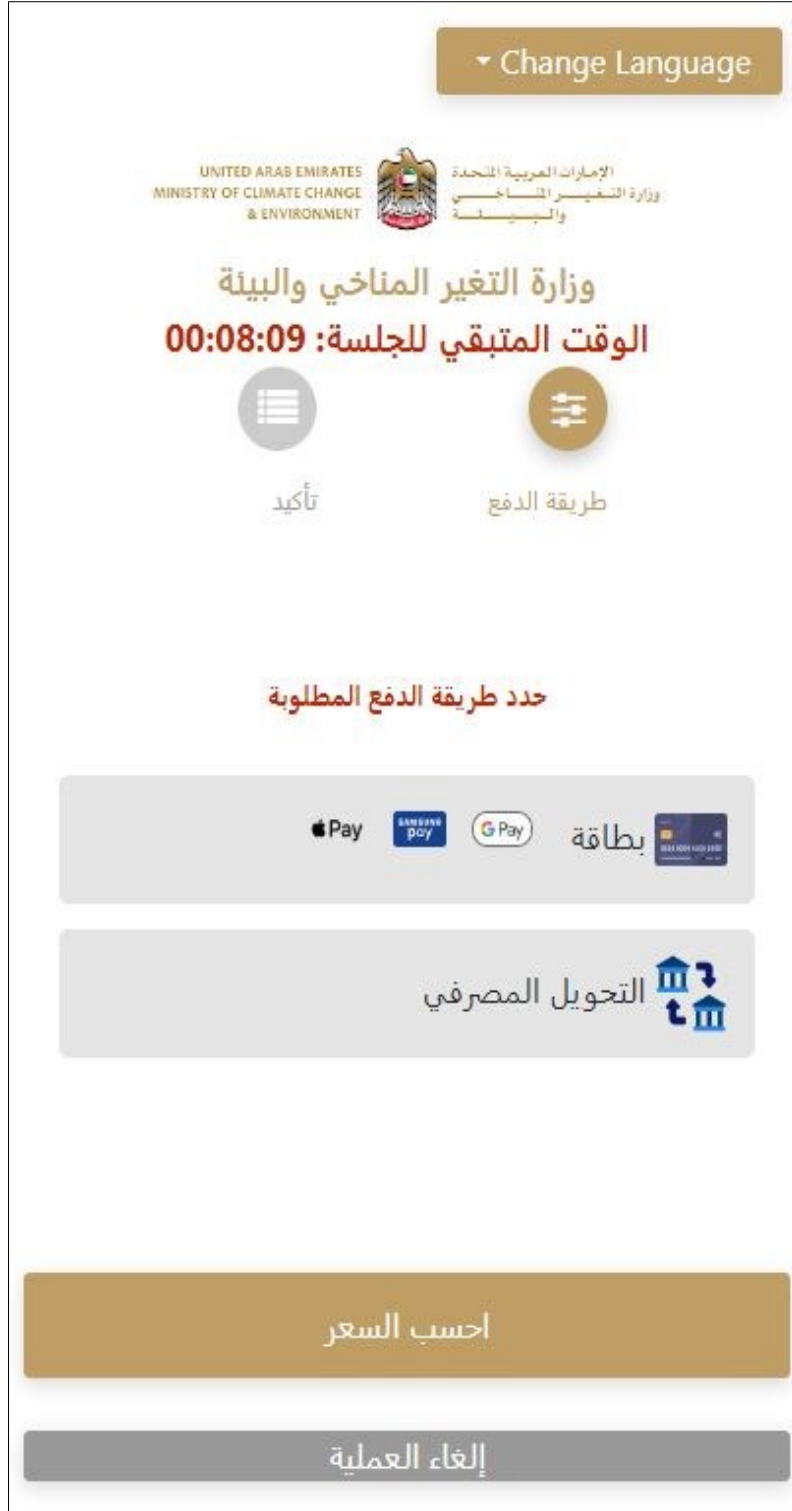 Change Language
UNITED ARAB EMIRATES
MINISTRY OF CLIMATE CHANGE
& ENVIRONMENT
الإمارات العربية المتحدة
وزارة التغيير المناخي
والبيئة
وزارة التغير المناخي والبيئة
الوقت المتبقي للجلسة: 00:08:09
طريقة الدفع
تأكيد
حدد طريقة الدفع المطلوبة
بطاقة G Pay SAMSUNG pay Pay
التحويل المصرفي
احسب السعر
إلغاء العملية